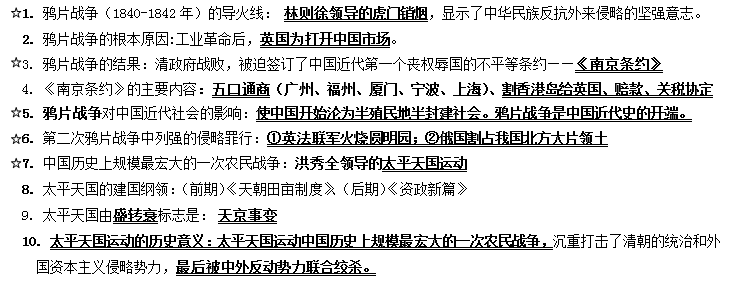 ☆1. 鸦片战争（1840-1842年）的导火线： 林则徐领导的虎门销烟，显示了中华民族反抗外来侵略的坚强意志。
2. 鸦片战争的根本原因:工业革命后，英国为打开中国市场。
☆3. 鸦片战争的结果：清政府战败，被迫签订了中国近代第一个丧权辱国的不平等条约——《南京条约》
4. 《南京条约》的主要内容：五口通商（广州、福州、厦门、宁波、上海）、割香港岛给英国、赔款、关税协定
☆5. 鸦片战争对中国近代社会的影响：使中国开始沦为半殖民地半封建社会。鸦片战争是中国近代史的开端。
☆6. 第二次鸦片战争中列强的侵略罪行：①英法联军火烧圆明园；②俄国割占我国北方大片领土
☆7. 中国历史上规模最宏大的一次农民战争：洪秀全领导的太平天国运动
8. 太平天国的建国纲领：（前期）《天朝田亩制度》、（后期）《资政新篇》
9. 太平天国由盛转衰标志是： 天京事变
10. 太平天国运动的历史意义：太平天国运动中国历史上规模最宏大的一次农民战争，沉重打击了清朝的统治和外
国资本主义侵略势力，最后被中外反动势力联合绞杀。